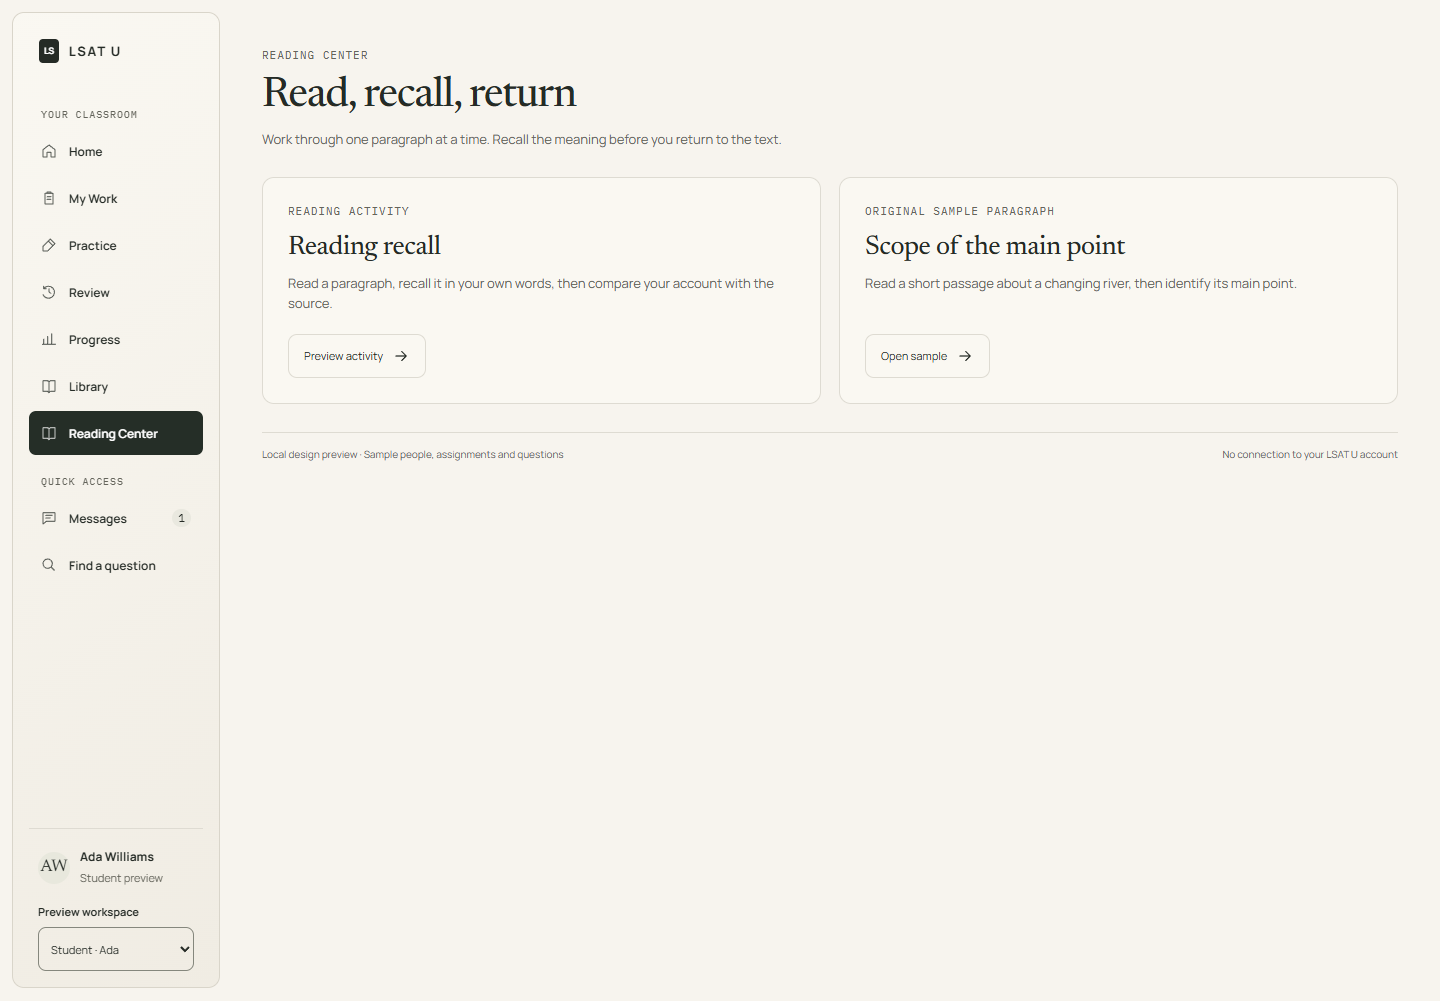 LS LSAT U
YOUR CLASSROOM
Home
My Work
Practice
Review
Progress
Library
Reading Center
QUICK ACCESS
Messages 1
Find a question
AW Ada Williams
Student preview
Preview workspace
Student · Ada
READING CENTER
Read, recall, return
Work through one paragraph at a time. Recall the meaning before you return to the text.
READING ACTIVITY
Reading recall
Read a paragraph, recall it in your own words, then compare your account with the
source.
Preview activity
ORIGINAL SAMPLE PARAGRAPH
Scope of the main point
Read a short passage about a changing river, then identify its main point.
Open sample
Local design preview · Sample people, assignments and questions
No connection to your LSAT U account